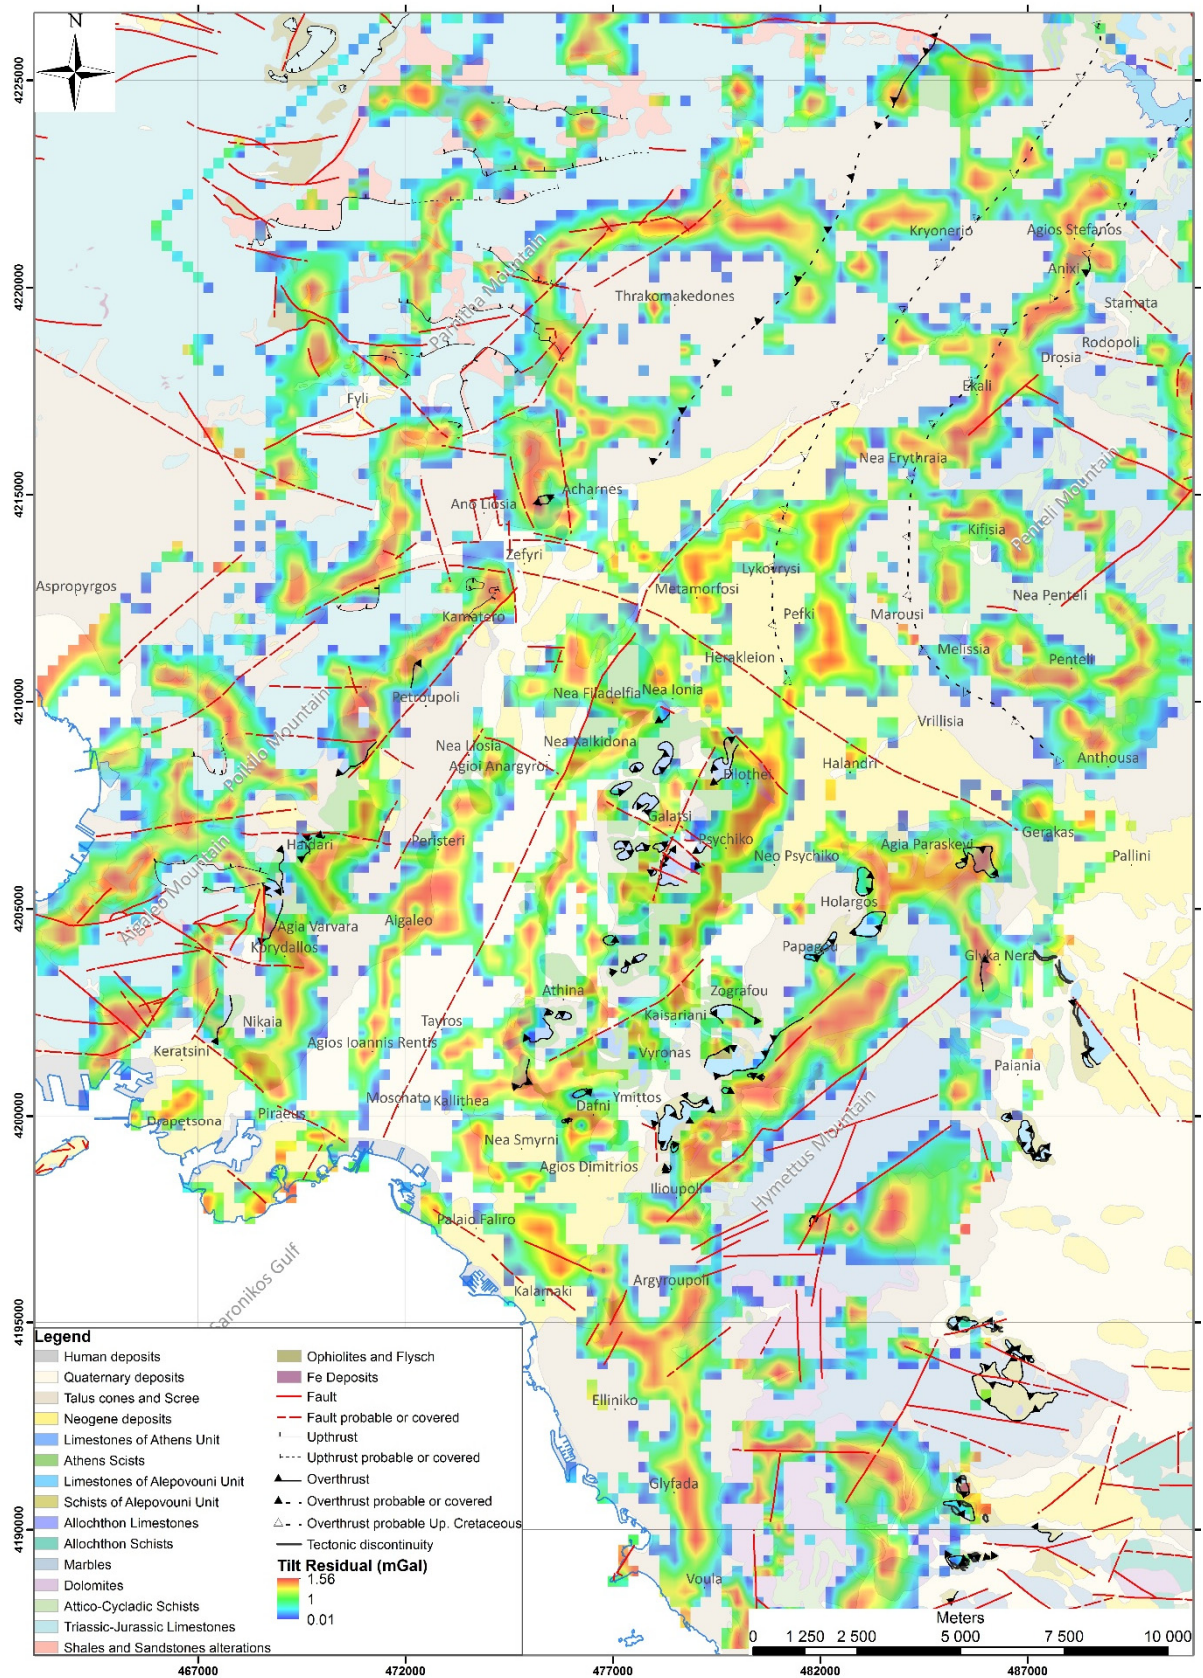 N
4225000
4220000
4215000
4210000
4205000
4200000
4195000
4190000
Kryonerio
Agios Stefanos
Anixi
Parnitha Mountain
Thrakomakedones
Stamata
Rodopoli
Drosia
Ekali
Fyli
Nea Erythraia
Acharnes
Ano Liosia
Kifisia
Penteli Mountain
Zefyri
Lykovrysi
Aspropyrgos
Metamorfosi
Nea Penteli
Kamatero
Pefki
Marousi
Melissia
Herakleion
Penteli
Petroupoli
Nea Filadelfia
Nea Ionia
Vrillisia
Poikilo Mountain
Nea Liosia
Nea Kalkidona
Agioi Anargyroi
Halandri
Anthousa
Filothei
Galatsi
Haidari
Peristeri
Psychiko
Gerakas
Neo Psychiko
Agia Paraskevi
Pallini
Aigaleo Mountain
Holargos
Agia Varvara
Aigaleo
Korydallos
Papagou
Glyka Nera
Athina
Zografou
Nikaia
Tayros
Kaisariani
Keratsini
Agios Ioannis Rentis
Vyronas
Paiania
Moschato
Kallithea
Ymittos
Dafni
Drapetsona
Piraeus
Nea Smyrni
Agios Dimitrios
Hymettus Mountain
Ilioupoli
Palaio Faliro
Saronikos Gulf
Argyroupoli
Kalamaki
Elliniko
Glyfada
Voula
Legend
Human deposits
Quaternary deposits
Talus cones and Scree
Neogene deposits
Limestones of Athens Unit
Athens Scists
Limestones of Alepovouni Unit
Schists of Alepovouni Unit
Allochthon Limestones
Allochthon Schists
Marbles
Dolomites
Attico-Cycladic Schists
Triassic-Jurassic Limestones
Shales and Sandstones alterations
Ophiolites and Flysch
Fe Deposits
Fault
Fault probable or covered
Upthrust
Upthrust probable or covered
Overthrust
Overthrust probable or covered
Overthrust probable Up. Cretaceous
Tectonic discontinuity
Tilt Residual (mGal)
1.56
1
0.01
Meters
0 1 250 2 500 5 000 7 500 10 000
467000 472000 477000 482000 487000